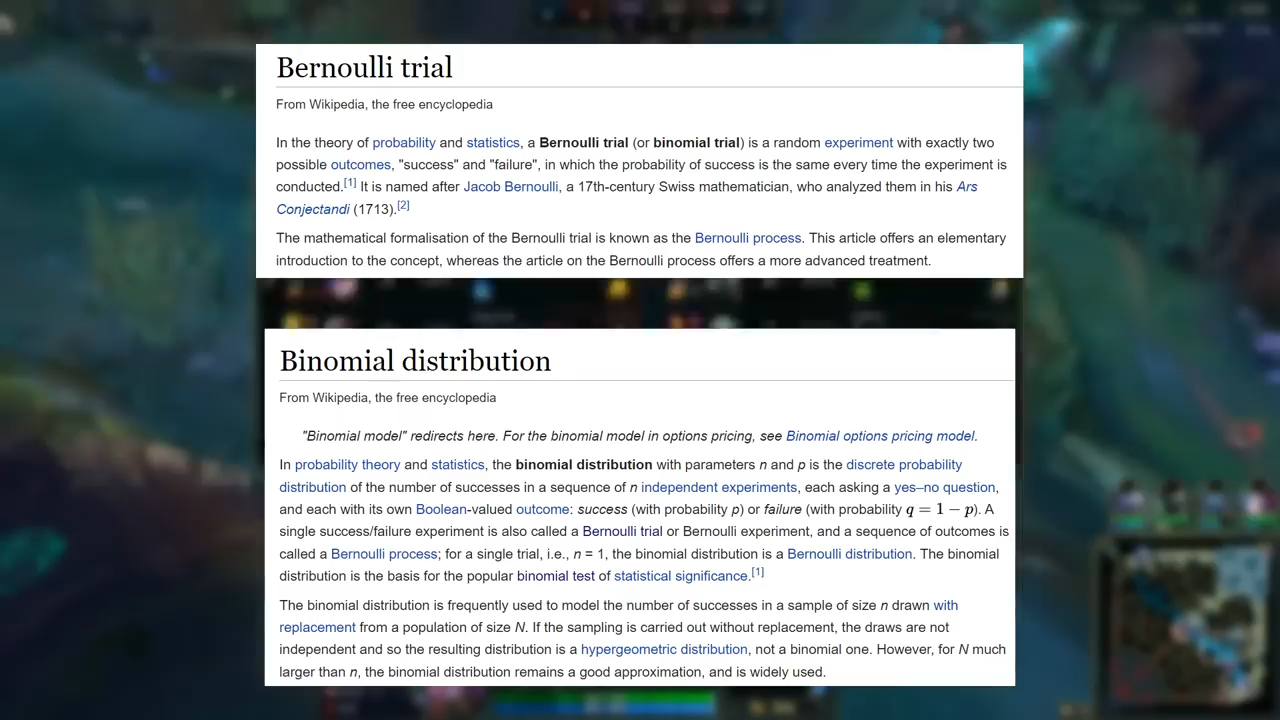 Bernoulli trial
From Wikipedia, the free encyclopedia
In the theory of probability and statistics, a Bernoulli trial (or binomial trial) is a random experiment with exactly two
possible outcomes, "success" and "failure", in which the probability of success is the same every time the experiment is
conducted.[1] It is named after Jacob Bernoulli, a 17th-century Swiss mathematician, who analyzed them in his Ars
Conjectandi (1713).[2]
The mathematical formalisation of the Bernoulli trial is known as the Bernoulli process. This article offers an elementary
introduction to the concept, whereas the article on the Bernoulli process offers a more advanced treatment.
Binomial distribution
From Wikipedia, the free encyclopedia
"Binomial model" redirects here. For the binomial model in options pricing, see Binomial options pricing model.
In probability theory and statistics, the binomial distribution with parameters n and p is the discrete probability
distribution of the number of successes in a sequence of n independent experiments, each asking a yes–no question,
and each with its own Boolean-valued outcome: success (with probability p) or failure (with probability q = 1 − p). A
single success/failure experiment is also called a Bernoulli trial or Bernoulli experiment, and a sequence of outcomes is
called a Bernoulli process; for a single trial, i.e., n = 1, the binomial distribution is a Bernoulli distribution. The binomial
distribution is the basis for the popular binomial test of statistical significance.[1]
The binomial distribution is frequently used to model the number of successes in a sample of size n drawn with
replacement from a population of size N. If the sampling is carried out without replacement, the draws are not
independent and so the resulting distribution is a hypergeometric distribution, not a binomial one. However, for N much
larger than n, the binomial distribution remains a good approximation, and is widely used.